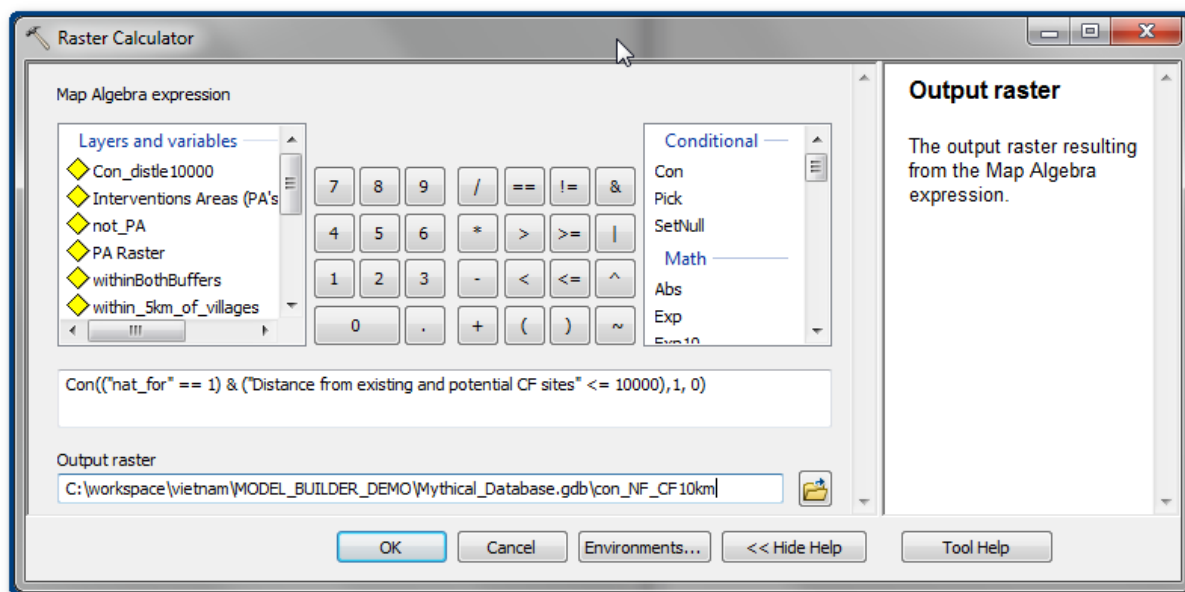 Raster Calculator
Map Algebra expression
Layers and variables
Con_distle10000
Interventions Areas (PA's
not_PA
PA Raster
withinBothBuffers
within_5km_of_villages
7 8 9 / == != &
4 5 6 * > >= |
1 2 3 - < <= ^
0 . + ( ) ~
Conditional
Con
Pick
SetNull
Math
Abs
Exp
Exp10
Con(("nat_for" == 1) & ("Distance from existing and potential CF sites" <= 10000),1, 0)
Output raster
C:\workspace\vietnam\MODEL_BUILDER_DEMO\Mythical_Database.gdb\con_NF_CF10km
OK Cancel Environments... << Hide Help Tool Help
Output raster
The output raster resulting
from the Map Algebra
expression.